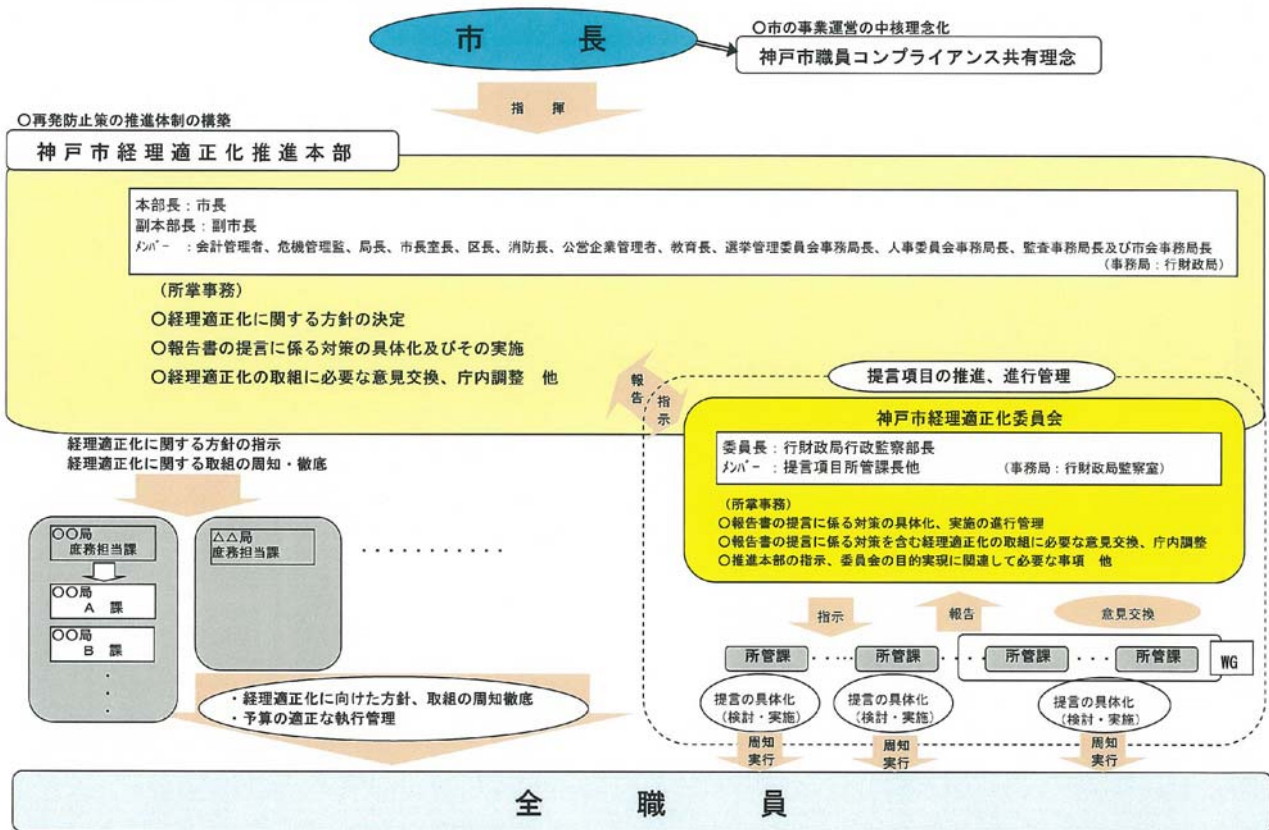 市長
〇市の事業運営の中核理念化
神戸市職員コンプライアンス共有理念
指揮
〇再発防止策の推進体制の構築
神戸市経理適正化推進本部
本部長：市長
副本部長：副市長
ﾒﾝﾊﾞｰ ：会計管理者、危機管理監、局長、市長室長、区長、消防長、公営企業管理者、教育長、選挙管理委員会事務局長、人事委員会事務局長、監査事務局長及び市会事務局長
（事務局：行財政局）
（所掌事務）
〇経理適正化に関する方針の決定
〇報告書の提言に係る対策の具体化及びその実施
〇経理適正化の取組に必要な意見交換、庁内調整 他
報告
指示
提言項目の推進、進行管理
神戸市経理適正化委員会
委員長：行財政局行政監察部長
ﾒﾝﾊﾞｰ ：提言項目所管課長他 （事務局：行財政局監察室）
（所掌事務）
〇報告書の提言に係る対策の具体化、実施の進行管理
〇報告書の提言に係る対策を含む経理適正化の取組に必要な意見交換、庁内調整
〇推進本部の指示、委員会の目的実現に関連して必要な事項 他
経理適正化に関する方針の指示
経理適正化に関する取組の周知・徹底
〇〇局
庶務担当課
〇〇局
A 課
〇〇局
B 課
・
・
・
△△局
庶務担当課
・・・・・・・・・・・
・経理適正化に向けた方針、取組の周知徹底
・予算の適正な執行管理
指示
報告
意見交換
所管課 ・・・・・ 所管課 ・・・・ 所管課 ・・・ 所管課
WG
提言の具体化
（検討・実施）
提言の具体化
（検討・実施）
提言の具体化
（検討・実施）
周知
実行
周知
実行
周知
実行
全職員